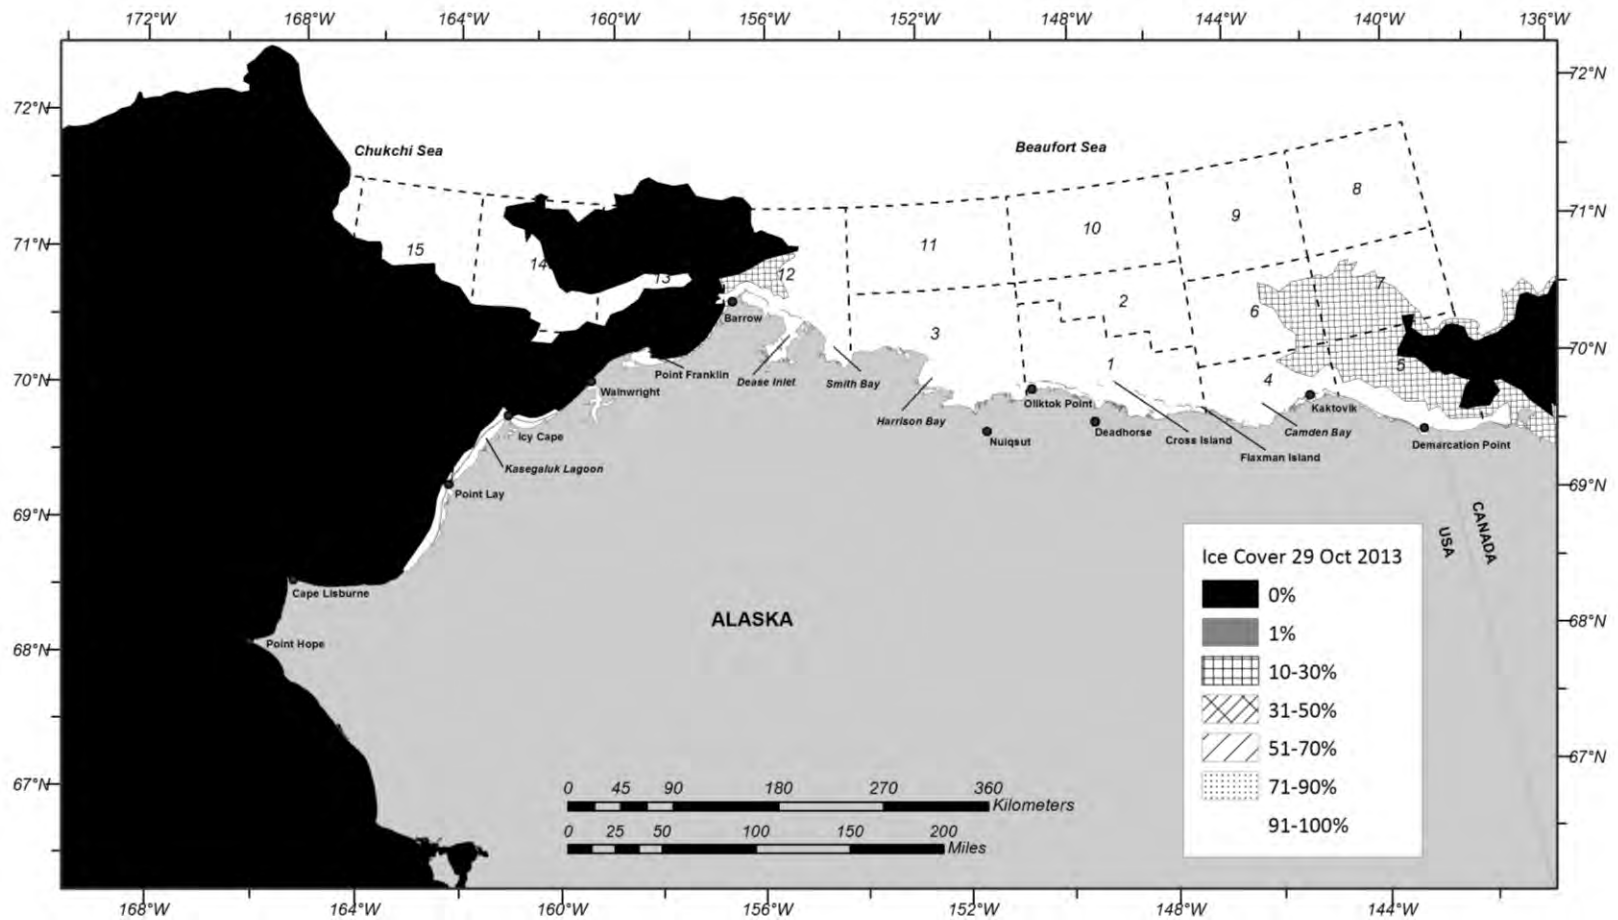 172°W 168°W 164°W 160°W 156°W 152°W 148°W 144°W 140°W 136°W
72°N 72°N
Chukchi Sea Beaufort Sea
8
9
71°N 10 71°N
11
15
14 13 12
7
2
6
Barrow
3
70°N 70°N
1
5
4
Point Franklin
Dease Inlet
Smith Bay
Wainwright
Kaktovik
Oliktok Point
Harrison Bay
Deadhorse
Camden Bay
Icy Cape
Nuiqsut
Cross Island
Demarcation Point
Flaxman Island
Kasegaluk Lagoon
69°N 69°N
Point Lay
USA
CANADA
Ice Cover 29 Oct 2013
0%
1%
10-30%
31-50%
51-70%
71-90%
91-100%
Cape Lisburne
ALASKA
68°N 68°N
Point Hope
67°N 67°N
0 45 90 180 270 360
Kilometers
0 25 50 100 150 200
Miles
168°W 164°W 160°W 156°W 152°W 148°W 144°W